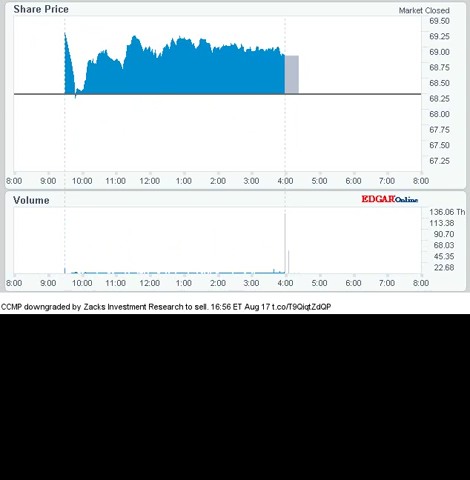 Share Price
Market Closed
69.50
69.25
69.00
68.75
68.50
68.25
68.00
67.75
67.50
67.25
8:00 9:00 10:00 11:00 12:00 1:00 2:00 3:00 4:00 5:00 6:00 7:00 8:00
Volume
EDGAROnline
136.06 Th
113.38
90.70
68.03
45.35
22.68
8:00 9:00 10:00 11:00 12:00 1:00 2:00 3:00 4:00 5:00 6:00 7:00 8:00
CCMP downgraded by Zacks Investment Research to sell. 16:56 ET Aug 17 t.co/T9QiqtZdQP